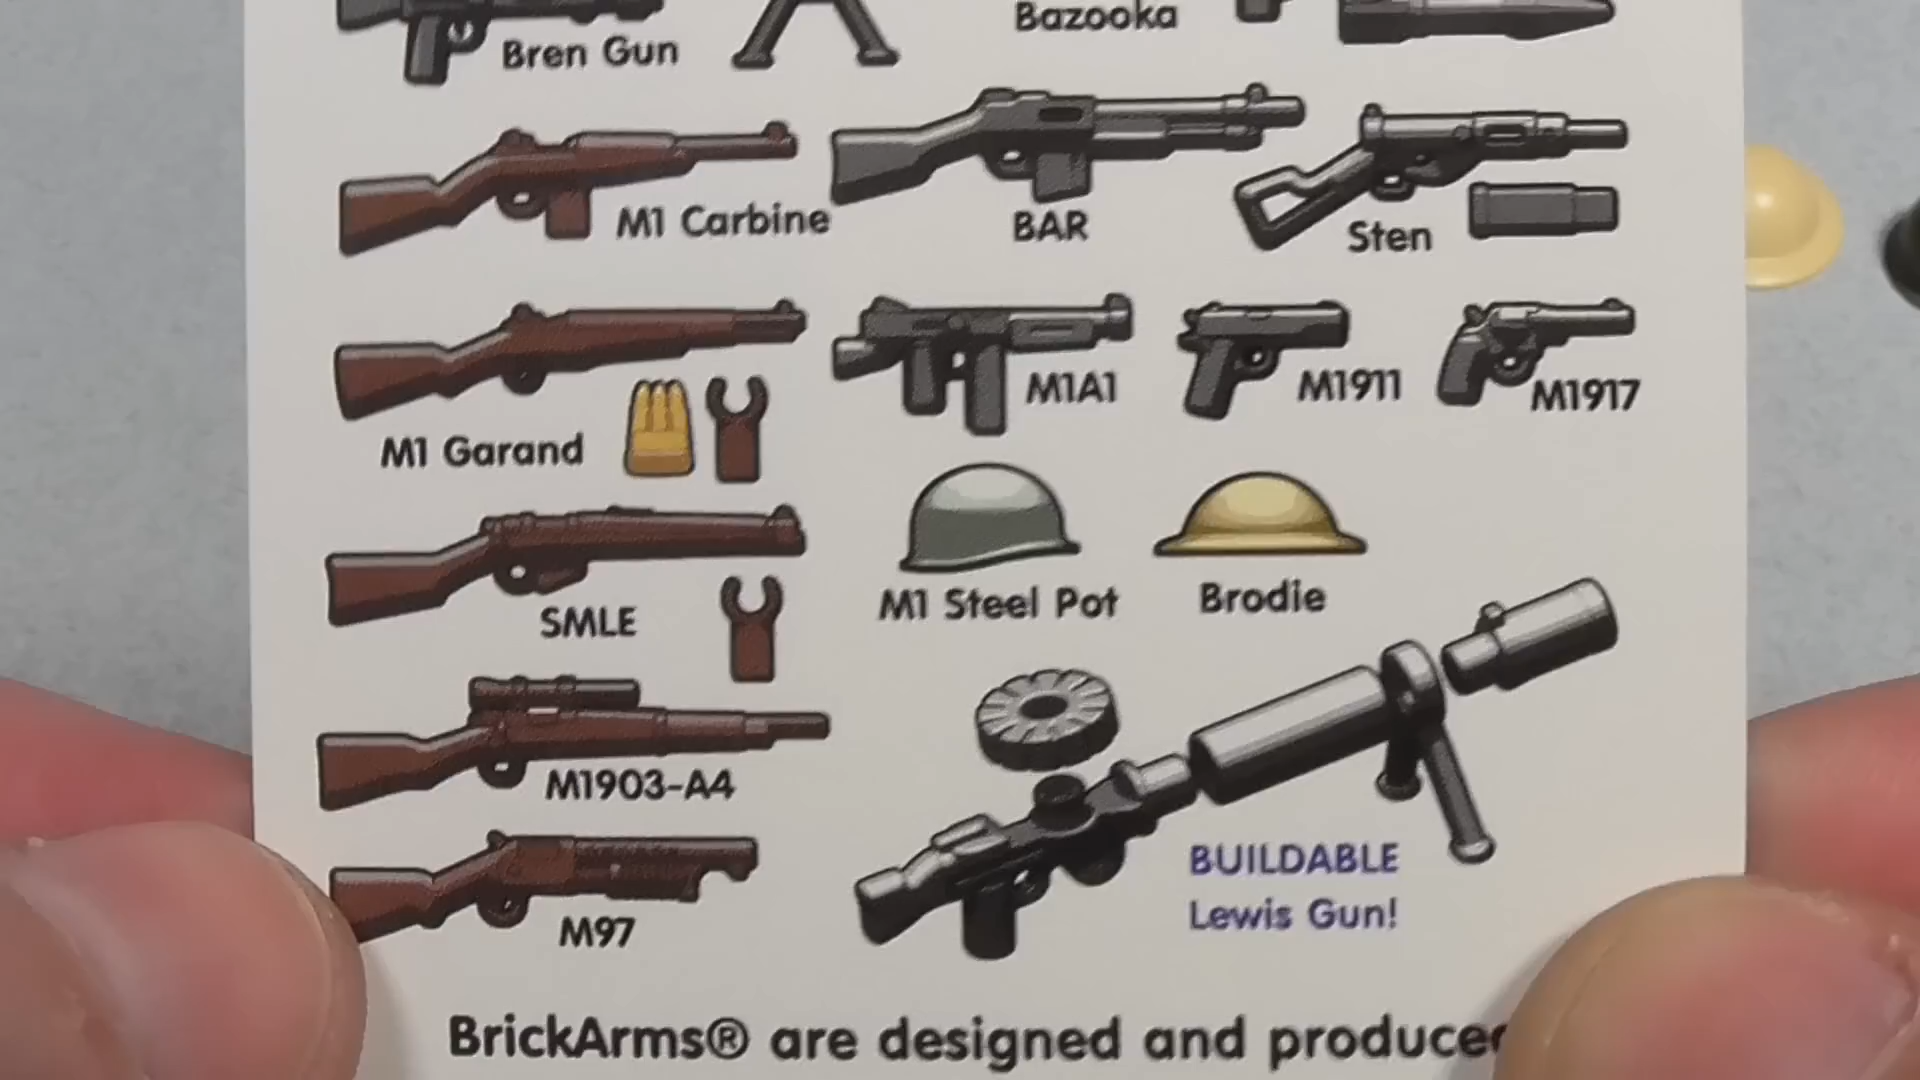 Bazooka
Bren Gun
M1 Carbine
BAR
Sten
M1A1
M1911
M1917
M1 Garand
M1 Steel Pot
Brodie
SMLE
M1903-A4
BUILDABLE
Lewis Gun!
M97
BrickArms® are designed and produce